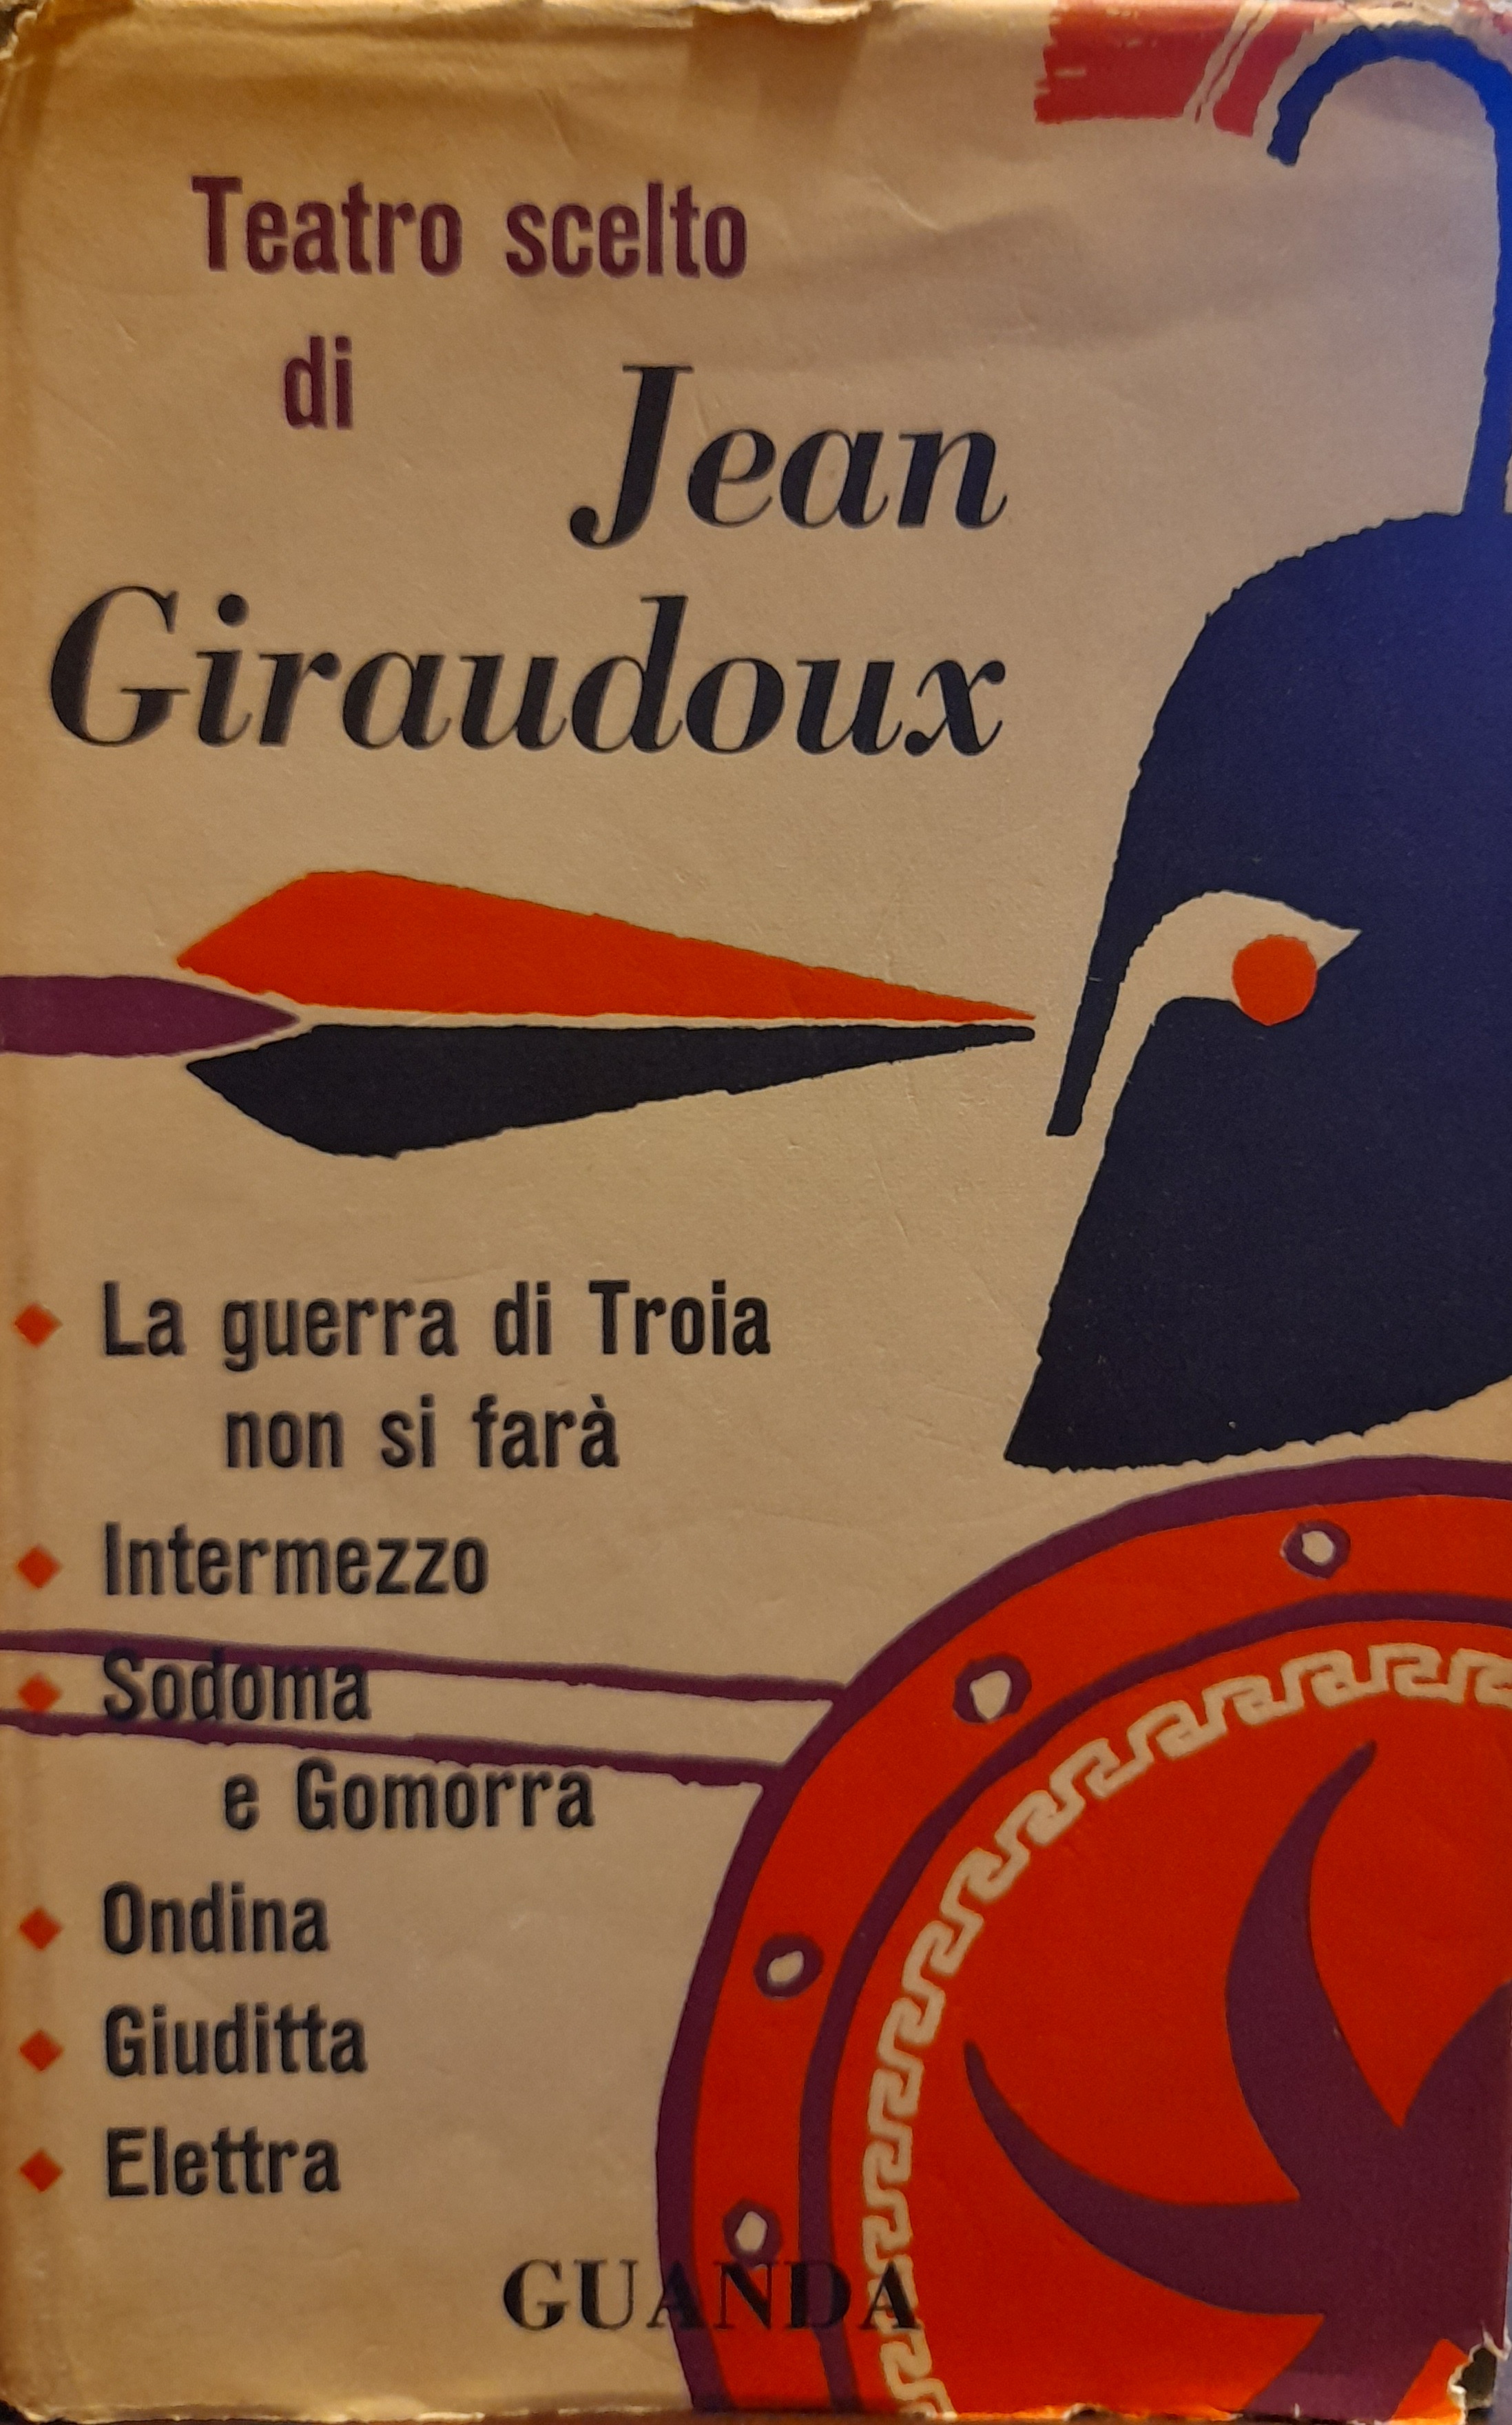 Teatro scelto
di
Jean
Giraudoux
La guerra di Troia
non si farà
Intermezzo
Sodoma
e Gomorra
Ondina
Giuditta
Elettra
GUANDA